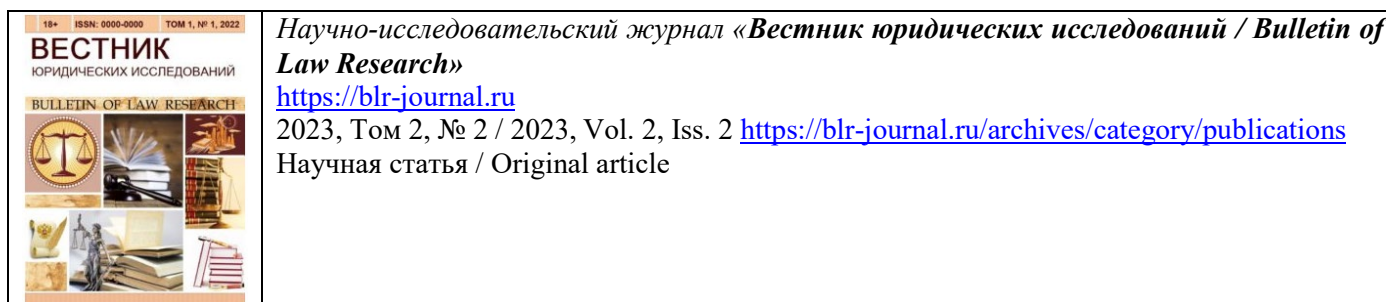 18+ ISSN: 0000-0000 ТОМ 1, № 1, 2022
ВЕСТНИК
ЮРИДИЧЕСКИХ ИССЛЕДОВАНИЙ
BULLETIN OF LAW RESEARCH
Научно-исследовательский журнал «Вестник юридических исследований / Bulletin of
Law Research»
https://blr-journal.ru
2023, Том 2, № 2 / 2023, Vol. 2, Iss. 2 https://blr-journal.ru/archives/category/publications
Научная статья / Original article